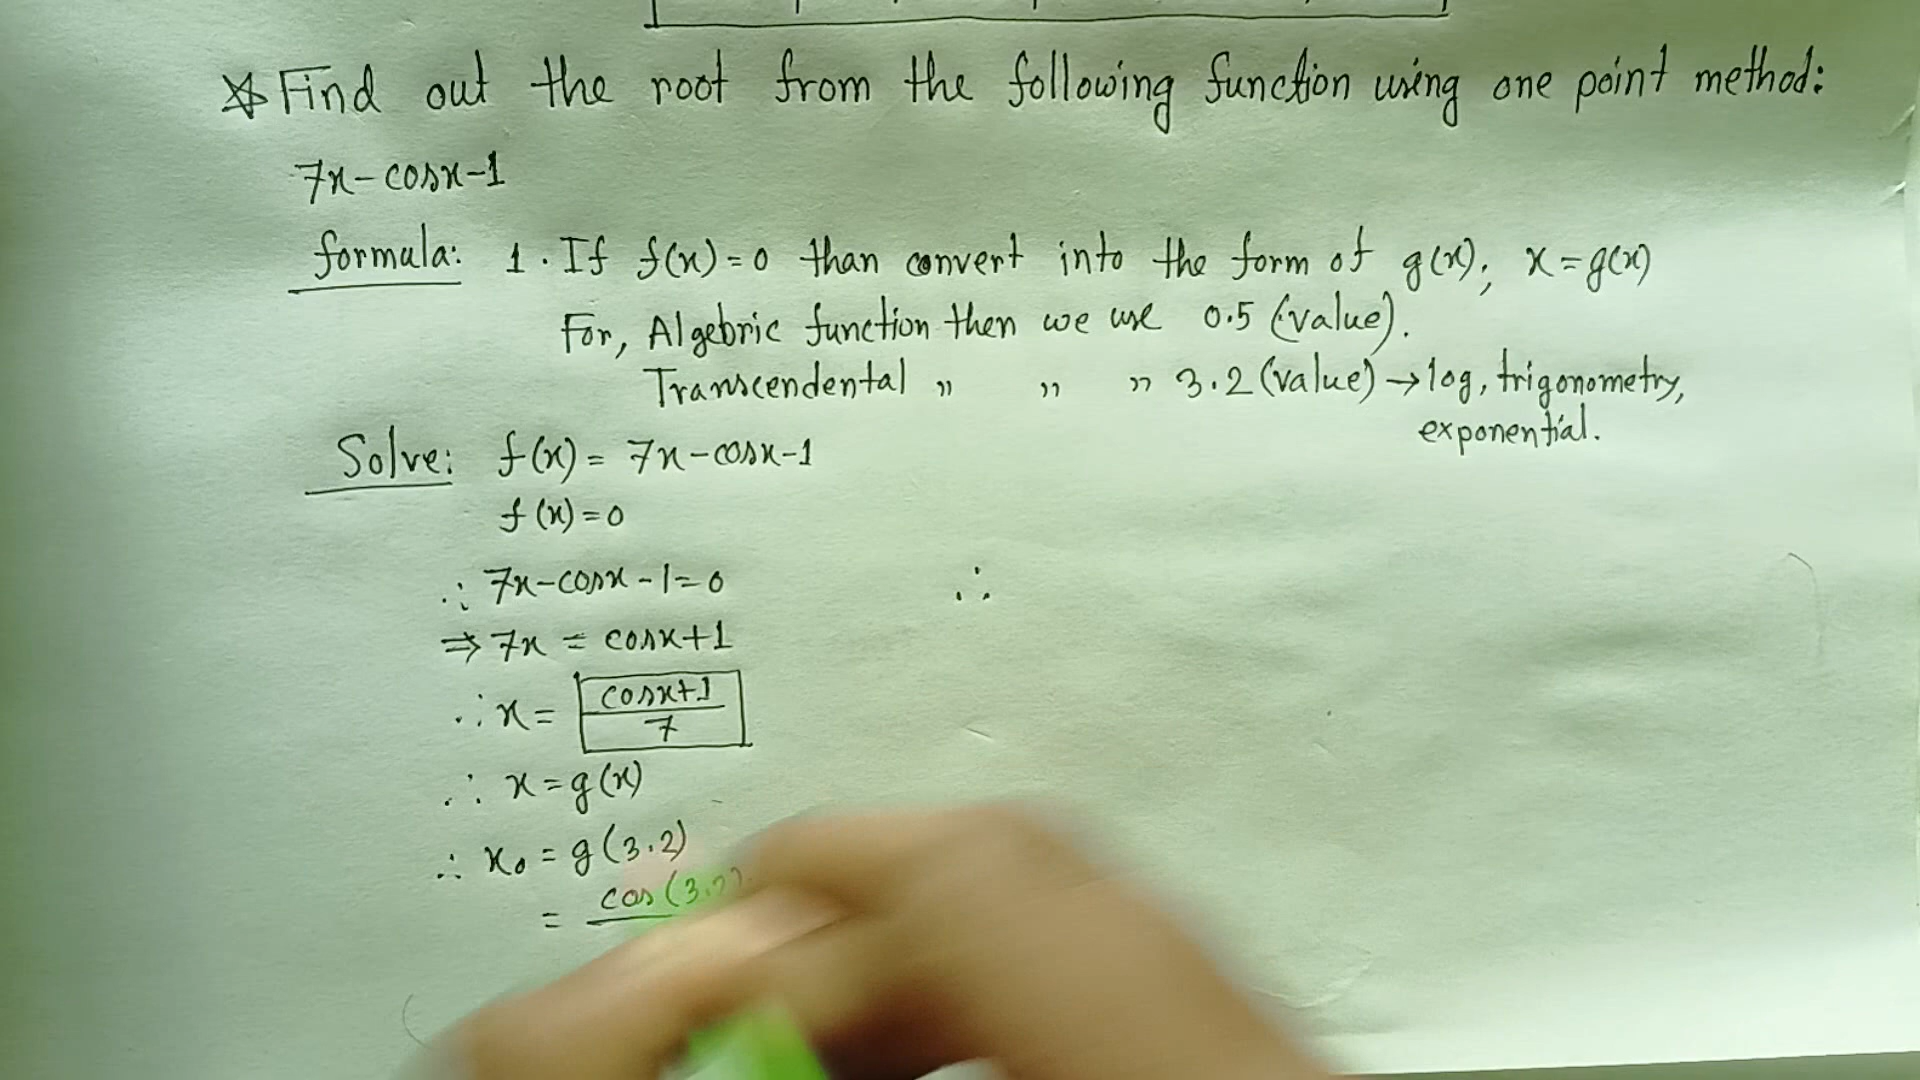 ☆ Find out the root from the following function using one point method:
7x-cosx-1
formula: 1. If f(x)=0 than convert into the form of g(x); x=g(x)
For, Algebric function then we use 0.5 (value).
Transcendental " " " 3.2 (value) → log, trigonometry,
exponential.
Solve: f(x) = 7x-cosx-1
f(x)=0
∴ 7x-cosx-1=0
∴
⇒ 7x = cosx+1
∴ x = cosx+1
7
∴ x=g(x)
∴ x₀ = g(3.2)
= cos(3.2)